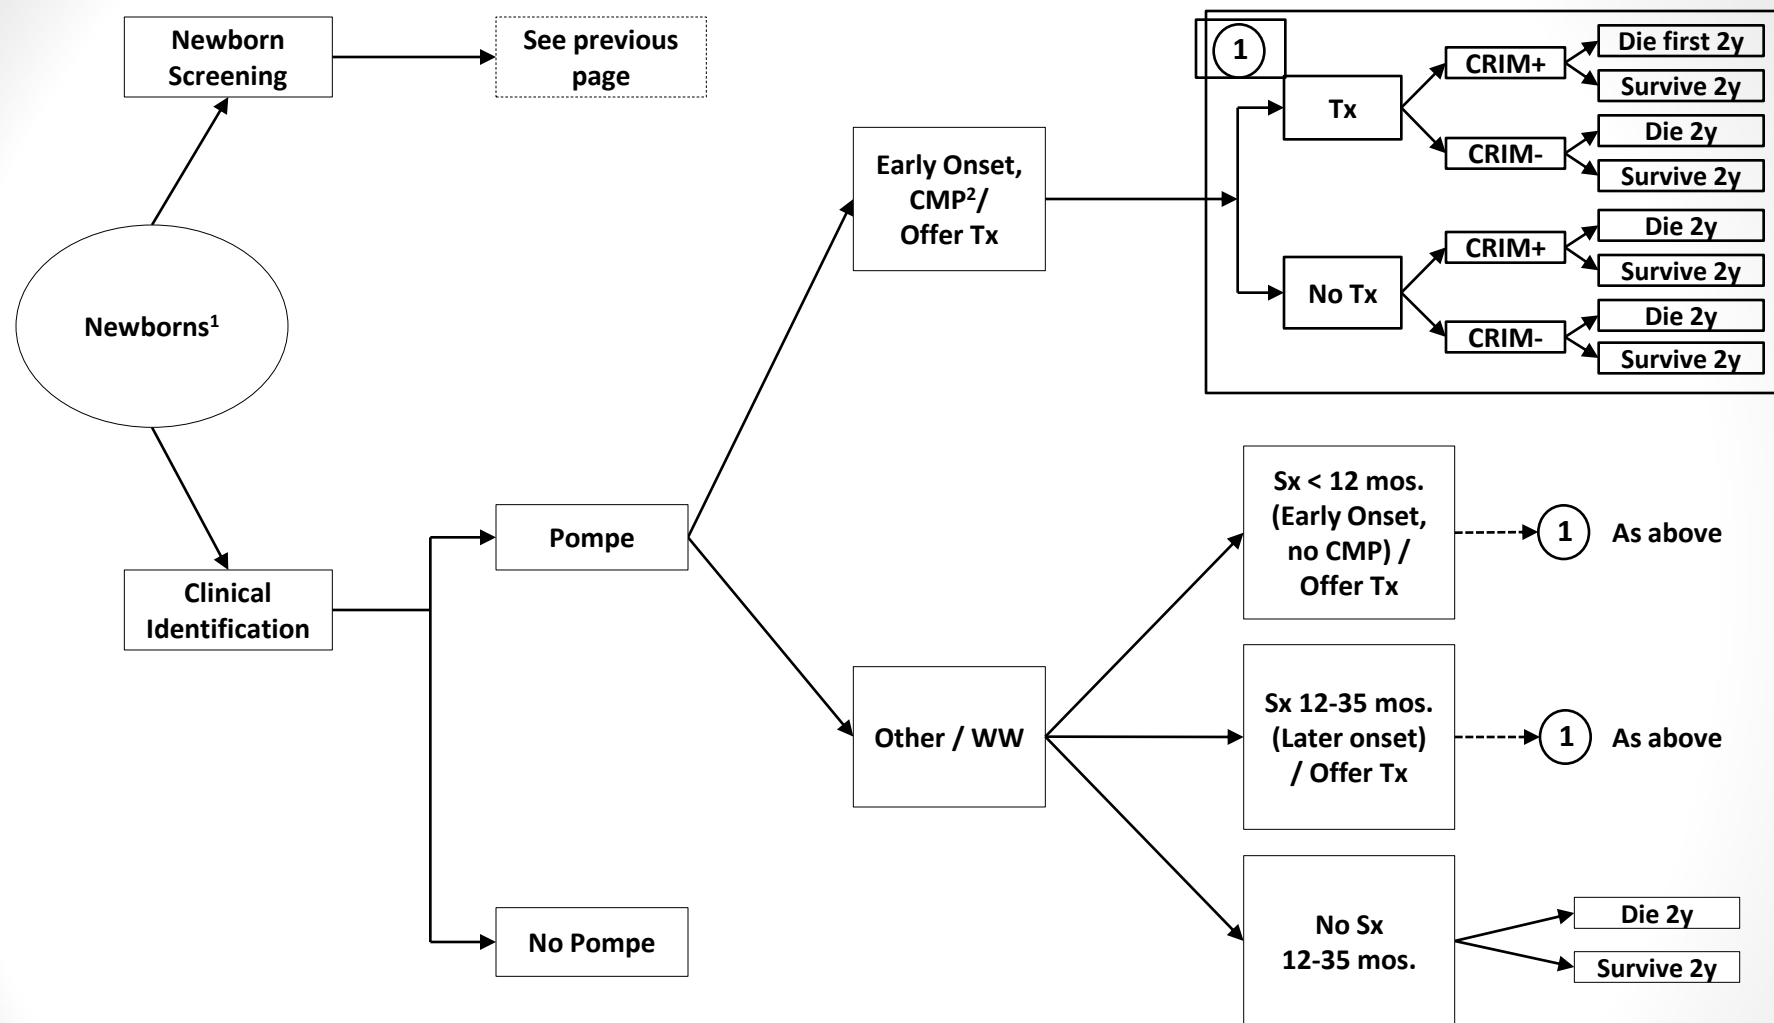 Newborn
Screening
See previous
page
Newborns¹
Clinical
Identification
Pompe
No Pompe
Early Onset,
CMP²/
Offer Tx
Other / WW
1
Tx
CRIM+
Die first 2y
Survive 2y
CRIM-
Die 2y
Survive 2y
No Tx
CRIM+
Die 2y
Survive 2y
CRIM-
Die 2y
Survive 2y
Sx < 12 mos.
(Early Onset,
no CMP) /
Offer Tx
1 As above
Sx 12-35 mos.
(Later onset)
/ Offer Tx
1 As above
No Sx
12-35 mos.
Die 2y
Survive 2y